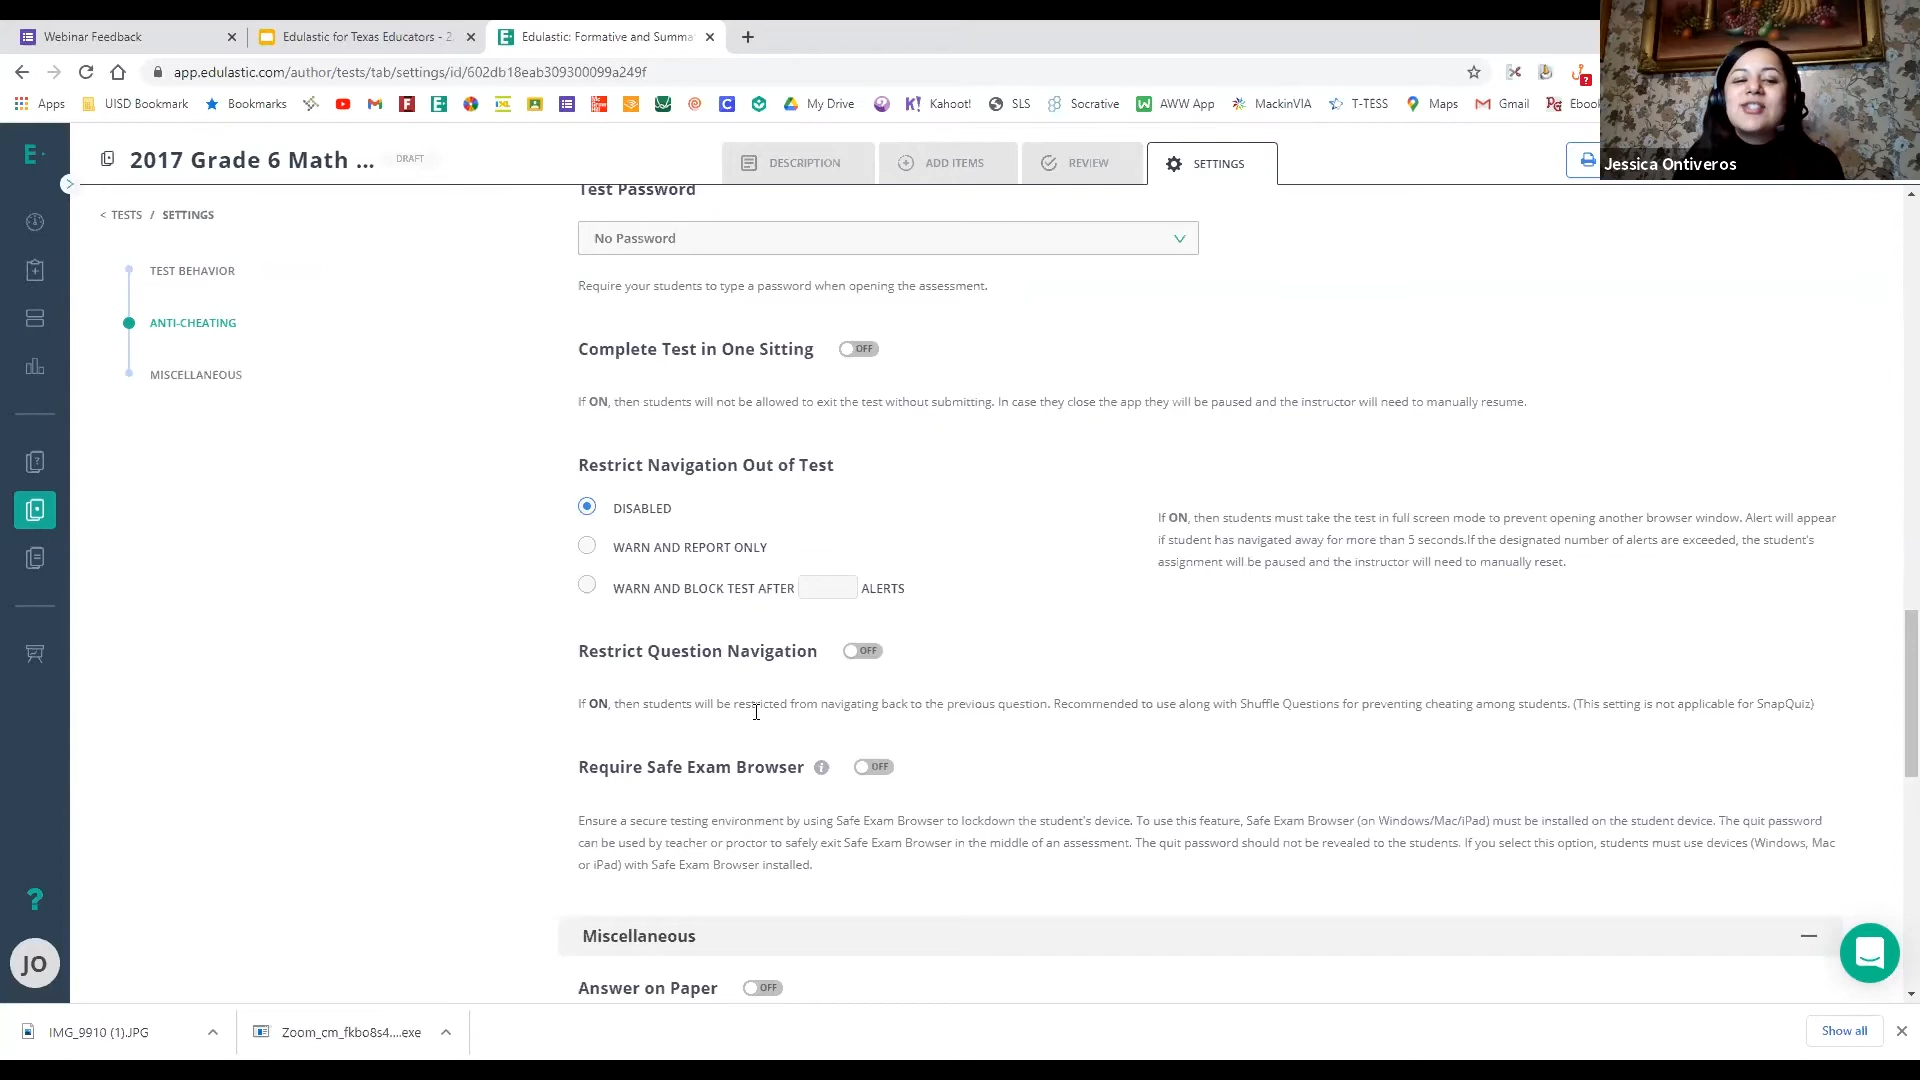 Webinar Feedback
Edulastic for Texas Educators - 2
Edulastic: Formative and Summa
app.edulastic.com/author/tests/tab/settings/id/602db18eab309300099a249f
Apps
UISD Bookmark
Bookmarks
My Drive
Kahoot!
SLS
Socrative
AWW App
MackinVIA
T-TESS
Maps
Gmail
Ebook
Jessica Ontiveros
2017 Grade 6 Math ...
DRAFT
DESCRIPTION
ADD ITEMS
REVIEW
SETTINGS
< TESTS / SETTINGS
TEST BEHAVIOR
ANTI-CHEATING
MISCELLANEOUS
Test Password
No Password
Require your students to type a password when opening the assessment.
Complete Test in One Sitting OFF
If ON, then students will not be allowed to exit the test without submitting. In case they close the app they will be paused and the instructor will need to manually resume.
Restrict Navigation Out of Test
DISABLED
WARN AND REPORT ONLY
WARN AND BLOCK TEST AFTER ALERTS
If ON, then students must take the test in full screen mode to prevent opening another browser window. Alert will appear
if student has navigated away for more than 5 seconds.If the designated number of alerts are exceeded, the student's
assignment will be paused and the instructor will need to manually reset.
Restrict Question Navigation OFF
If ON, then students will be restricted from navigating back to the previous question. Recommended to use along with Shuffle Questions for preventing cheating among students. (This setting is not applicable for SnapQuiz)
Require Safe Exam Browser OFF
Ensure a secure testing environment by using Safe Exam Browser to lockdown the student's device. To use this feature, Safe Exam Browser (on Windows/Mac/iPad) must be installed on the student device. The quit password
can be used by teacher or proctor to safely exit Safe Exam Browser in the middle of an assessment. The quit password should not be revealed to the students. If you select this option, students must use devices (Windows, Mac
or iPad) with Safe Exam Browser installed.
Miscellaneous
Answer on Paper OFF
JO
IMG_9910 (1).JPG
Zoom_cm_fkbo8s4....exe
Show all